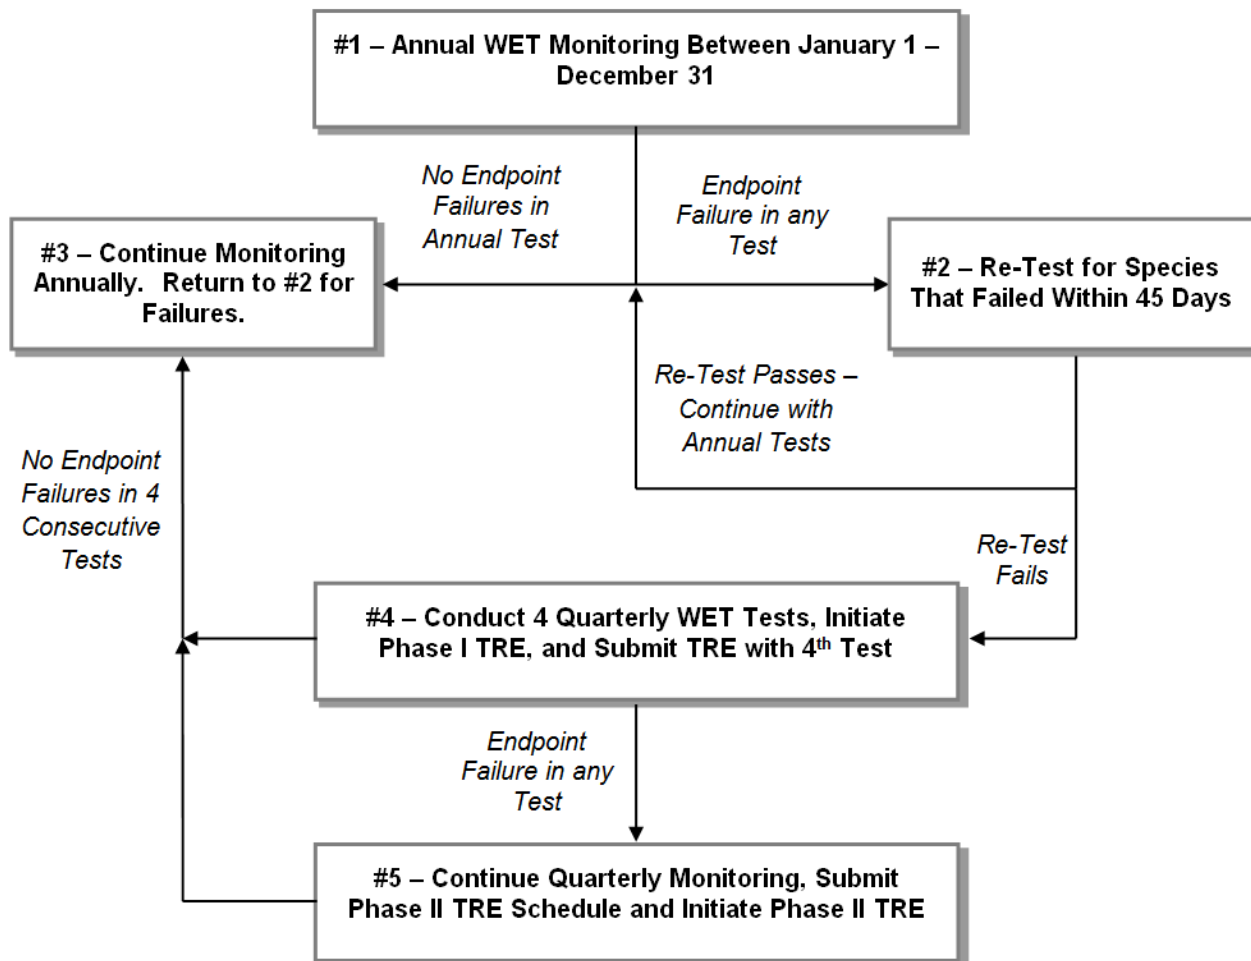 #1 – Annual WET Monitoring Between January 1 –
December 31
No Endpoint
Failures in
Annual Test
Endpoint
Failure in any
Test
#3 – Continue Monitoring
Annually.  Return to #2 for
Failures.
#2 – Re-Test for Species
That Failed Within 45 Days
Re-Test Passes –
Continue with
Annual Tests
No Endpoint
Failures in 4
Consecutive
Tests
Re-Test
Fails
#4 – Conduct 4 Quarterly WET Tests, Initiate
Phase I TRE, and Submit TRE with 4th Test
Endpoint
Failure in any
Test
#5 – Continue Quarterly Monitoring, Submit
Phase II TRE Schedule and Initiate Phase II TRE